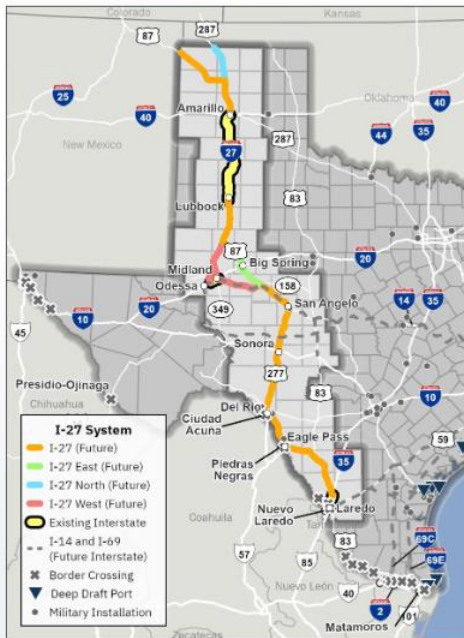 Colorado
Kansas
87
287
25
Amarillo
40
Oklahoma
40
44
35
27
287
New Mexico
83
Lubbock
87
Big Spring
Midland
Odessa
20
158
349
San Angelo
14
35
45
10
20
Sonora
277
83
10
Presidio-Ojinaga
Chihuahua
Del Rio
Ciudad
Acuña
Eagle Pass
59
Piedras
Negras
35
Nuevo
Laredo
Laredo
Coahuila
83
69C
69E
57
85
40
Nuevo León
2
101
Matamoros
Zacatecas
I-27 System
I-27 (Future)
I-27 East (Future)
I-27 North (Future)
I-27 West (Future)
Existing Interstate
I-14 and I-69
(Future Interstate)
Border Crossing
Deep Draft Port
Military Installation